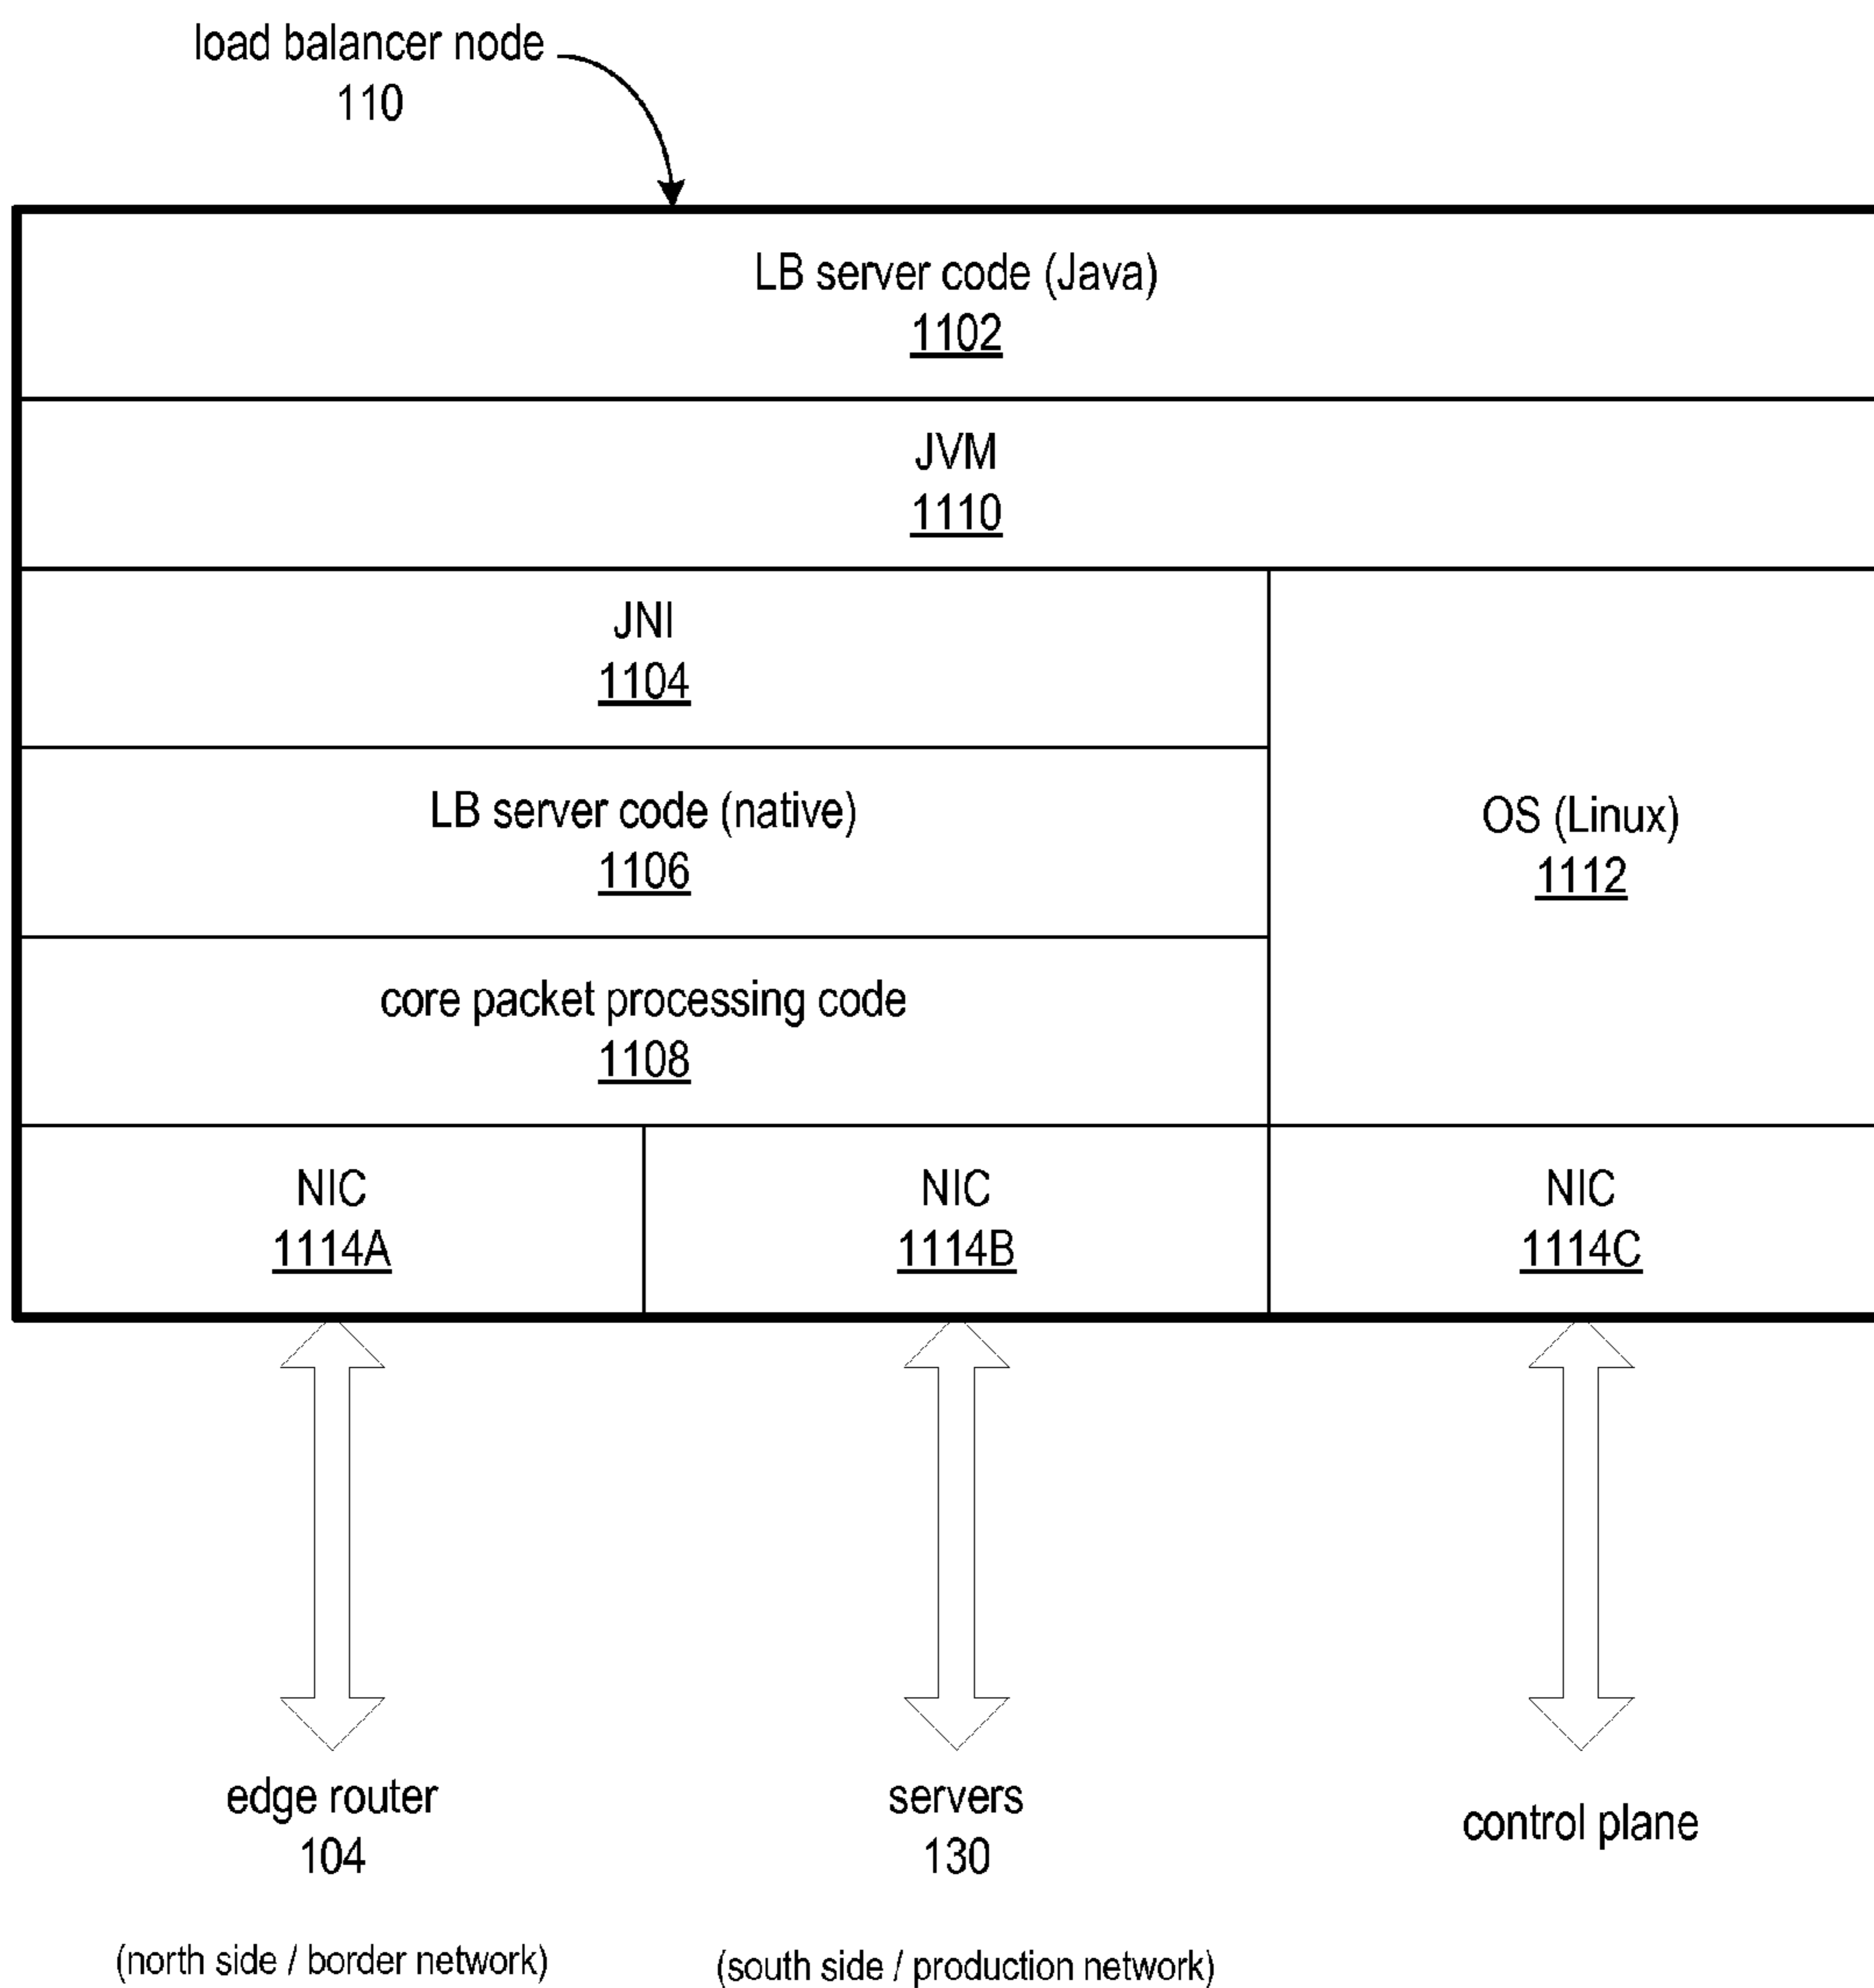 load balancer node
110
LB server code (Java)
1102
JVM
1110
JNI
1104
LB server code (native)
1106
OS (Linux)
1112
core packet processing code
1108
NIC
1114A
NIC
1114B
NIC
1114C
edge router
104
servers
130
control plane
(north side / border network)
(south side / production network)